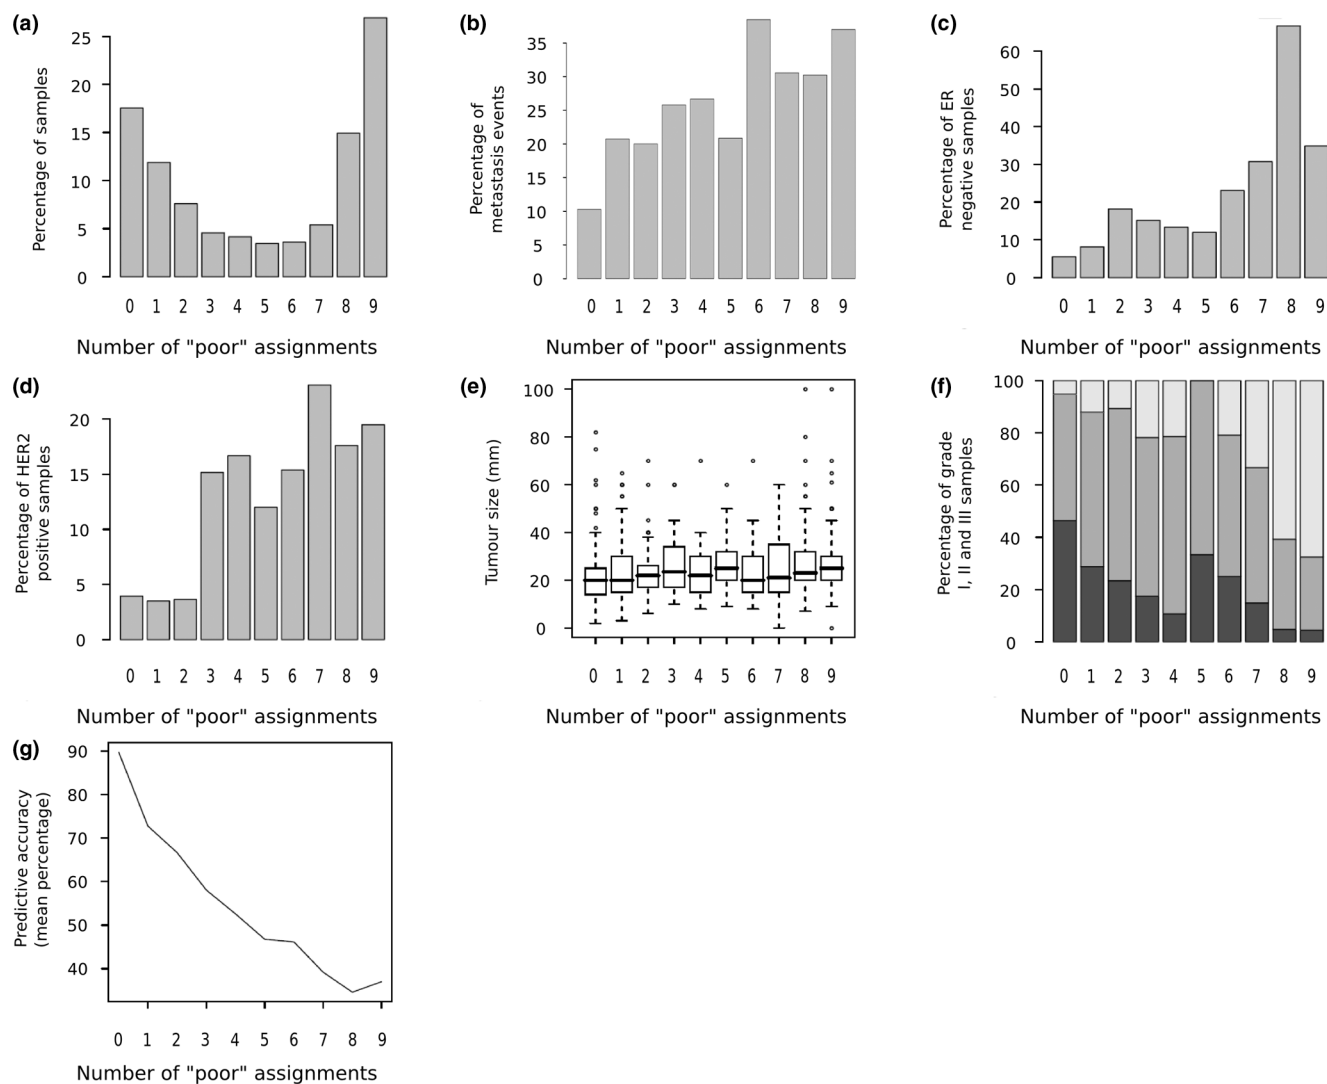 (a)
Percentage of samples
25
20
15
10
5
0
0 1 2 3 4 5 6 7 8 9
Number of "poor" assignments
(b)
Percentage of
metastasis events
35
30
25
20
15
10
5
0
0 1 2 3 4 5 6 7 8 9
Number of "poor" assignments
(c)
Percentage of ER
negative samples
60
50
40
30
20
10
0
0 1 2 3 4 5 6 7 8 9
Number of "poor" assignments
(d)
Percentage of HER2
positive samples
20
15
10
5
0
0 1 2 3 4 5 6 7 8 9
Number of "poor" assignments
(e)
Tumour size (mm)
100
80
60
40
20
0
0 1 2 3 4 5 6 7 8 9
Number of "poor" assignments
(f)
Percentage of grade
I, II and III samples
100
80
60
40
20
0
0 1 2 3 4 5 6 7 8 9
Number of "poor" assignments
(g)
Predictive accuracy
(mean percentage)
90
80
70
60
50
40
0 1 2 3 4 5 6 7 8 9
Number of "poor" assignments